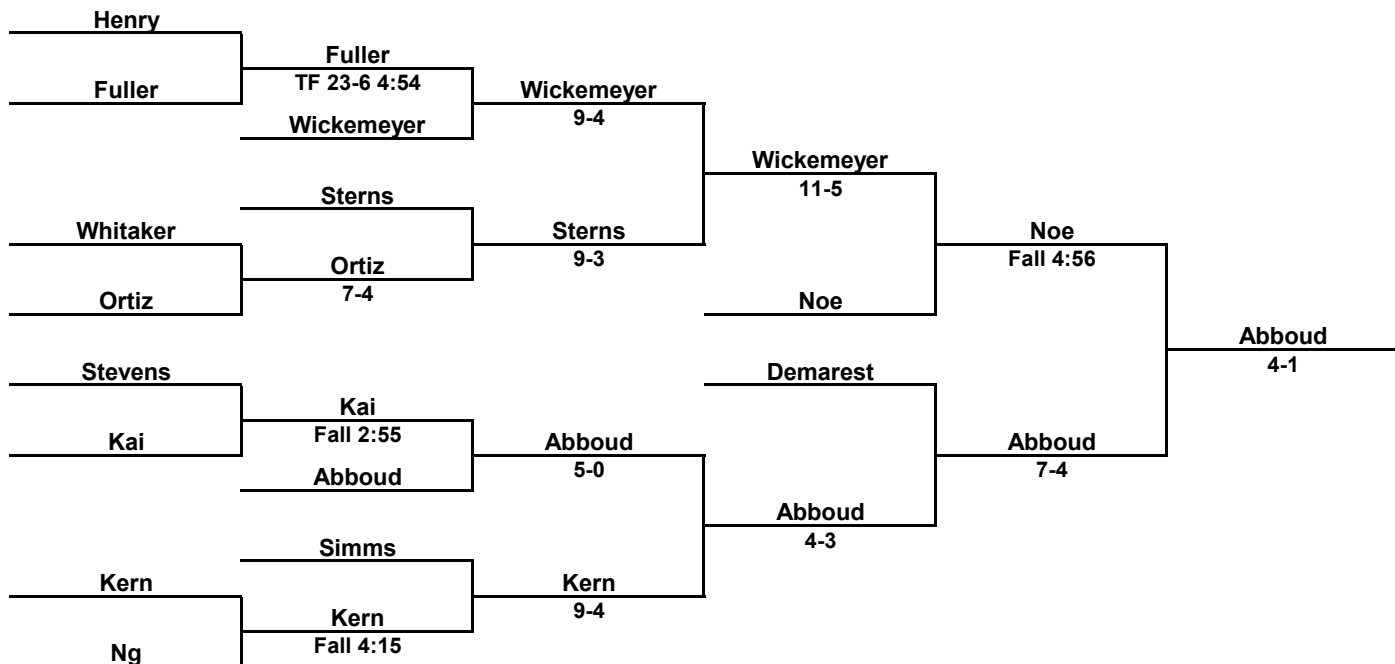 Henry
Fuller
Fuller
TF 23-6 4:54
Wickemeyer
Wickemeyer
9-4
Wickemeyer
11-5
Sterns
Whitaker
Sterns
9-3
Noe
Fall 4:56
Ortiz
7-4
Ortiz
Noe
Abboud
4-1
Stevens
Demarest
Kai
Fall 2:55
Kai
Abboud
5-0
Abboud
7-4
Abboud
Abboud
4-3
Simms
Kern
Kern
9-4
Kern
Fall 4:15
Ng